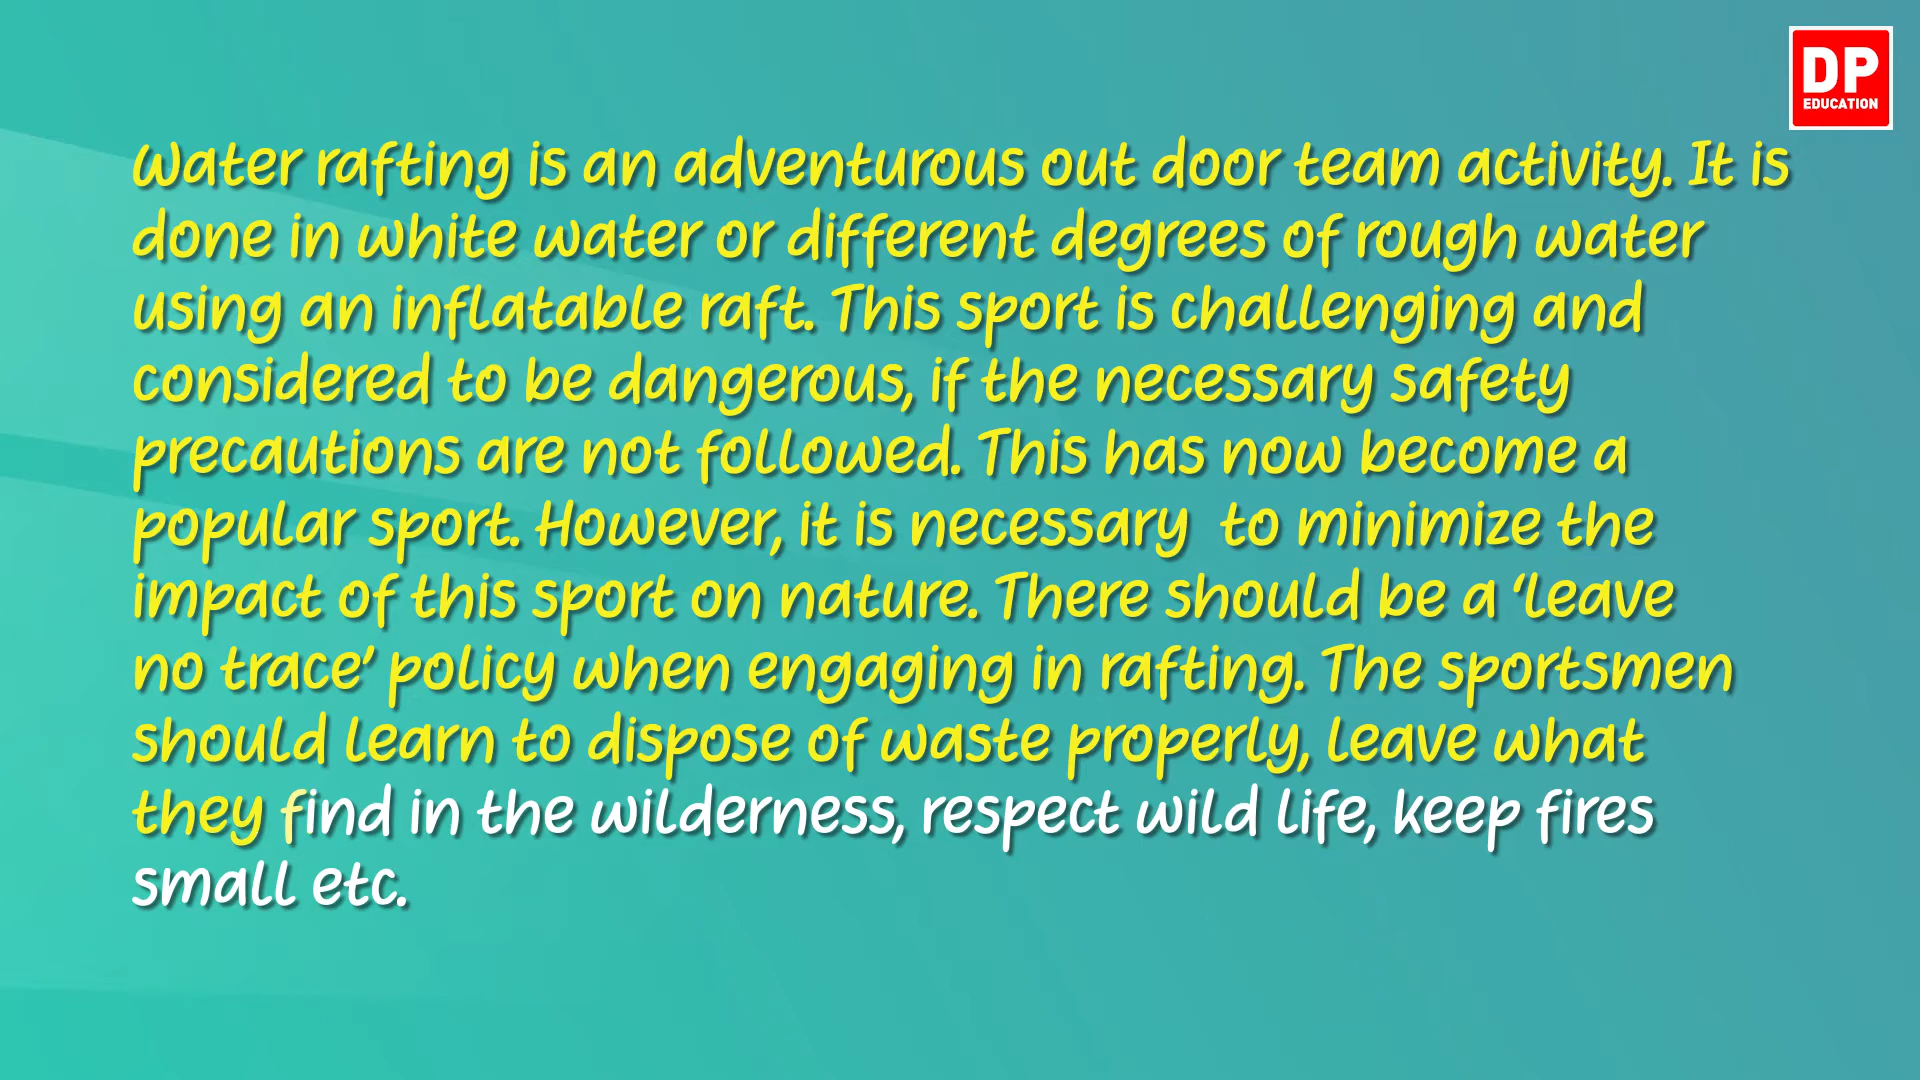 DP
EDUCATION
Water rafting is an adventurous out door team activity. It is
done in white water or different degrees of rough water
using an inflatable raft. This sport is challenging and
considered to be dangerous, if the necessary safety
precautions are not followed. This has now become a
popular sport. However, it is necessary  to minimize the
impact of this sport on nature. There should be a ‘leave
no trace’ policy when engaging in rafting. The sportsmen
should learn to dispose of waste properly, leave what
they find in the wilderness, respect wild life, keep fires
small etc.